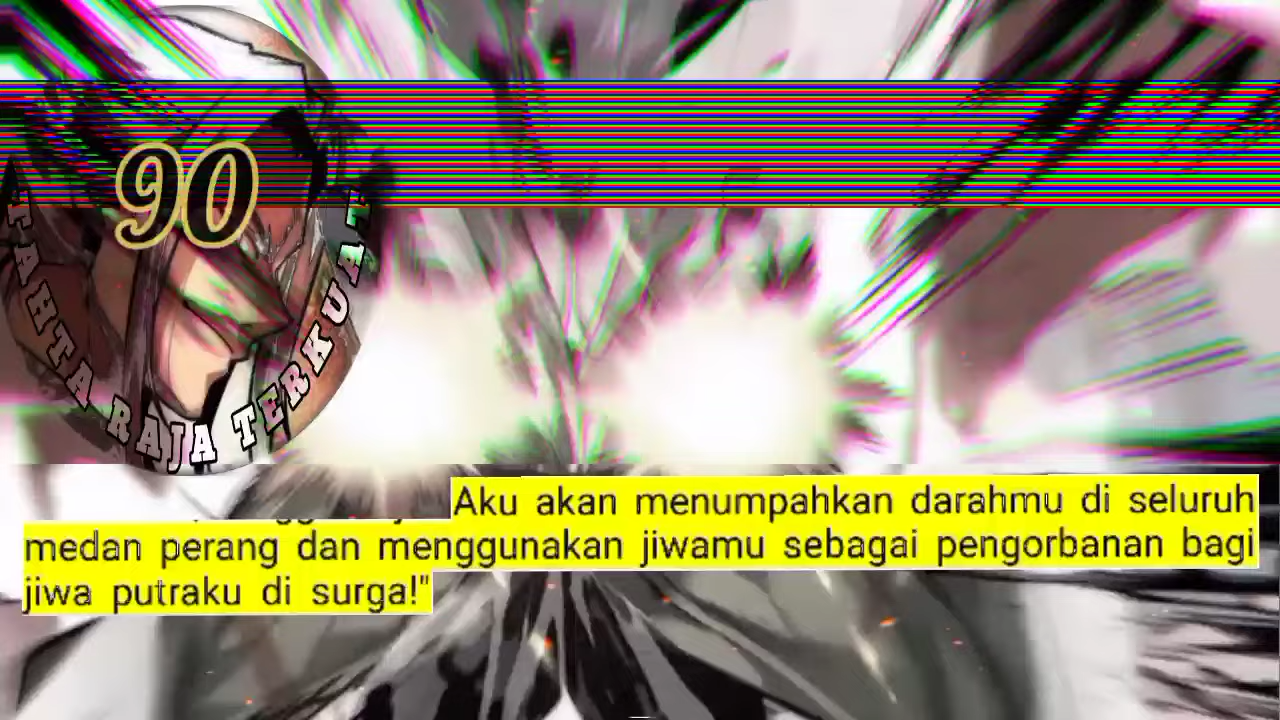 90
TAHTA RAJA TERKUAT
Aku akan menumpahkan darahmu di seluruh
medan perang dan menggunakan jiwamu sebagai pengorbanan bagi
jiwa putraku di surga!"